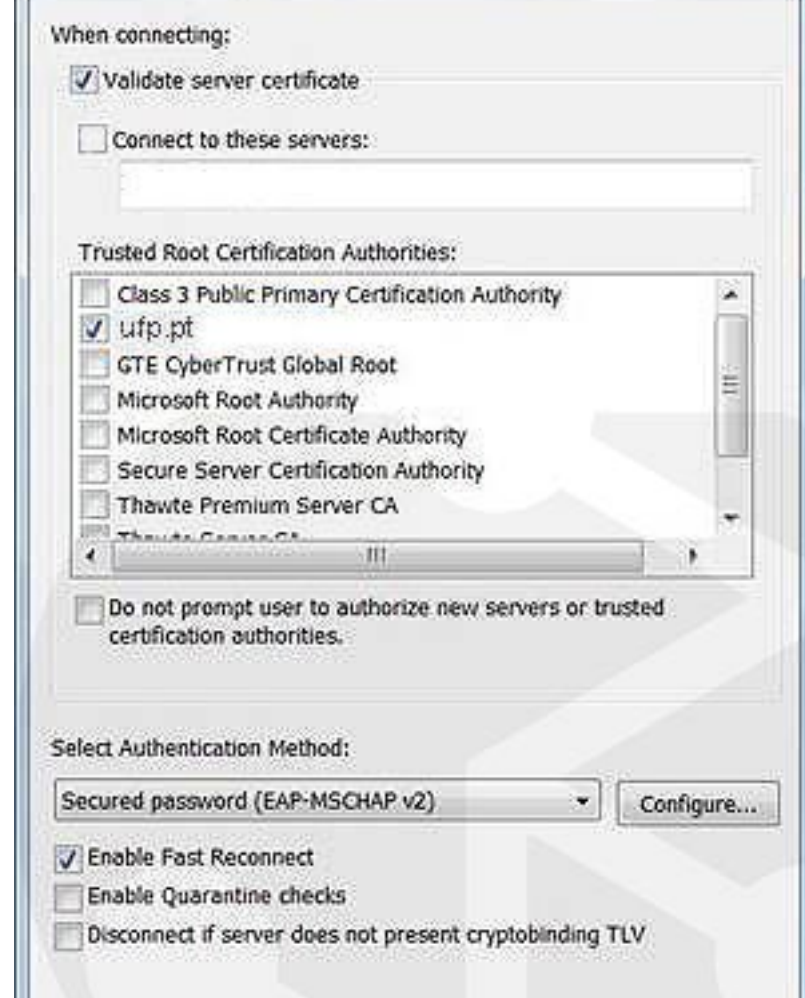 When connecting:
Validate server certificate
Connect to these servers:
Trusted Root Certification Authorities:
Class 3 Public Primary Certification Authority
ufp.pt
GTE CyberTrust Global Root
Microsoft Root Authority
Microsoft Root Certificate Authority
Secure Server Certification Authority
Thawte Premium Server CA
Thawte Server CA
Do not prompt user to authorize new servers or trusted
certification authorities.
Select Authentication Method:
Secured password (EAP-MSCHAP v2)
Configure...
Enable Fast Reconnect
Enable Quarantine checks
Disconnect if server does not present cryptobinding TLV